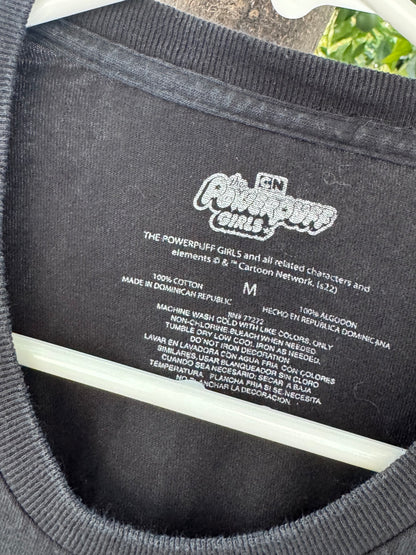 CN
the
POWERPUFF
GIRLS
THE POWERPUFF GIRLS and all related characters and
elements © & ™ Cartoon Network. (s22)
100% COTTON
MADE IN DOMINICAN REPUBLIC
M
100% ALGODON
HECHO EN REPUBLICA DOMINICANA
RN# 77272
MACHINE WASH COLD WITH LIKE COLORS, ONLY
NON-CHLORINE BLEACH WHEN NEEDED.
TUMBLE DRY LOW COOL IRON AS NEEDED.
DO NOT IRON DECORATION.
LAVAR EN LAVADORA CON AGUA FRIA CON COLORES
SIMILARES, USAR BLANQUEADOR SIN CLORO
CUANDO SEA NECESARIO; SECAR A BAJA
TEMPERATURA. PLANCHA FRIA SI SE NECESITA
NO PLANCHAR LA DECORACION.